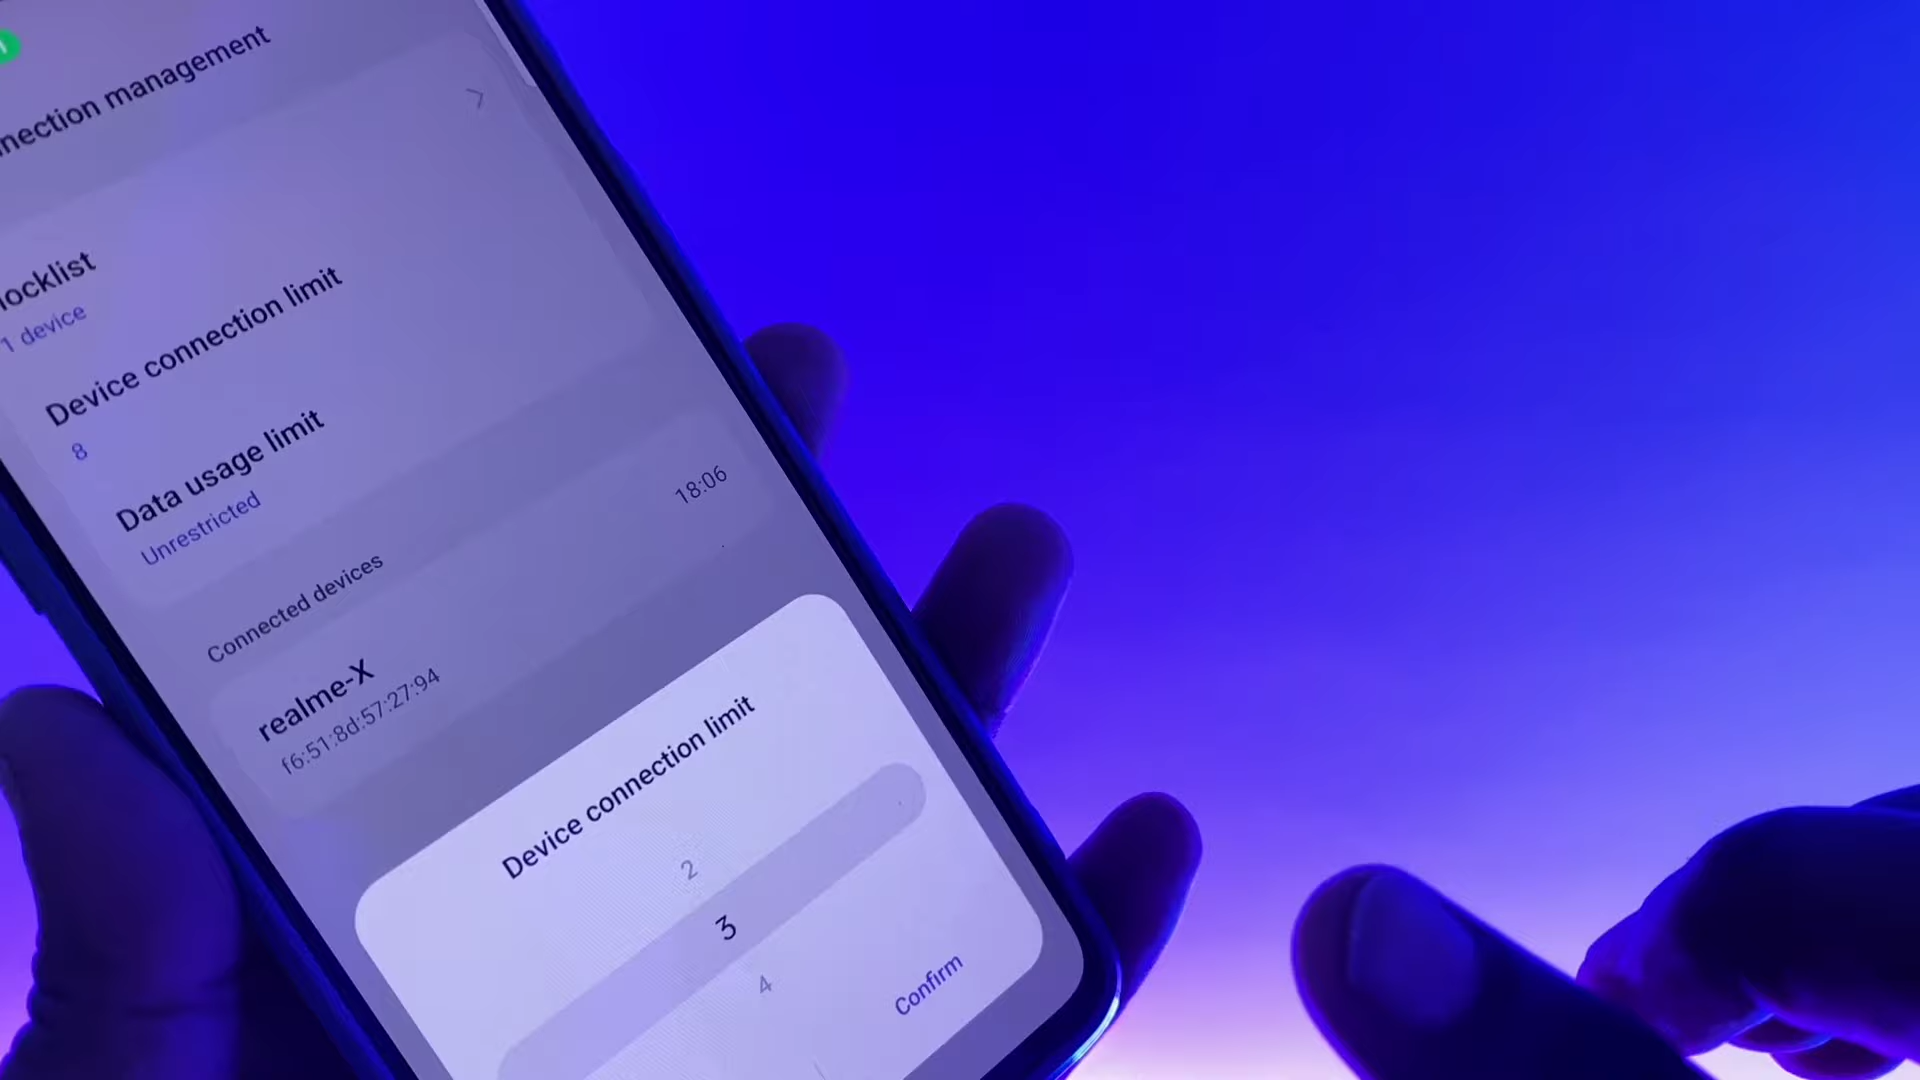 nection management
locklist
1 device
Device connection limit
8
Data usage limit
Unrestricted
Connected devices
realme-X
18:06
f6:51:8d:57:27:94
Device connection limit
2
3
4
Confirm